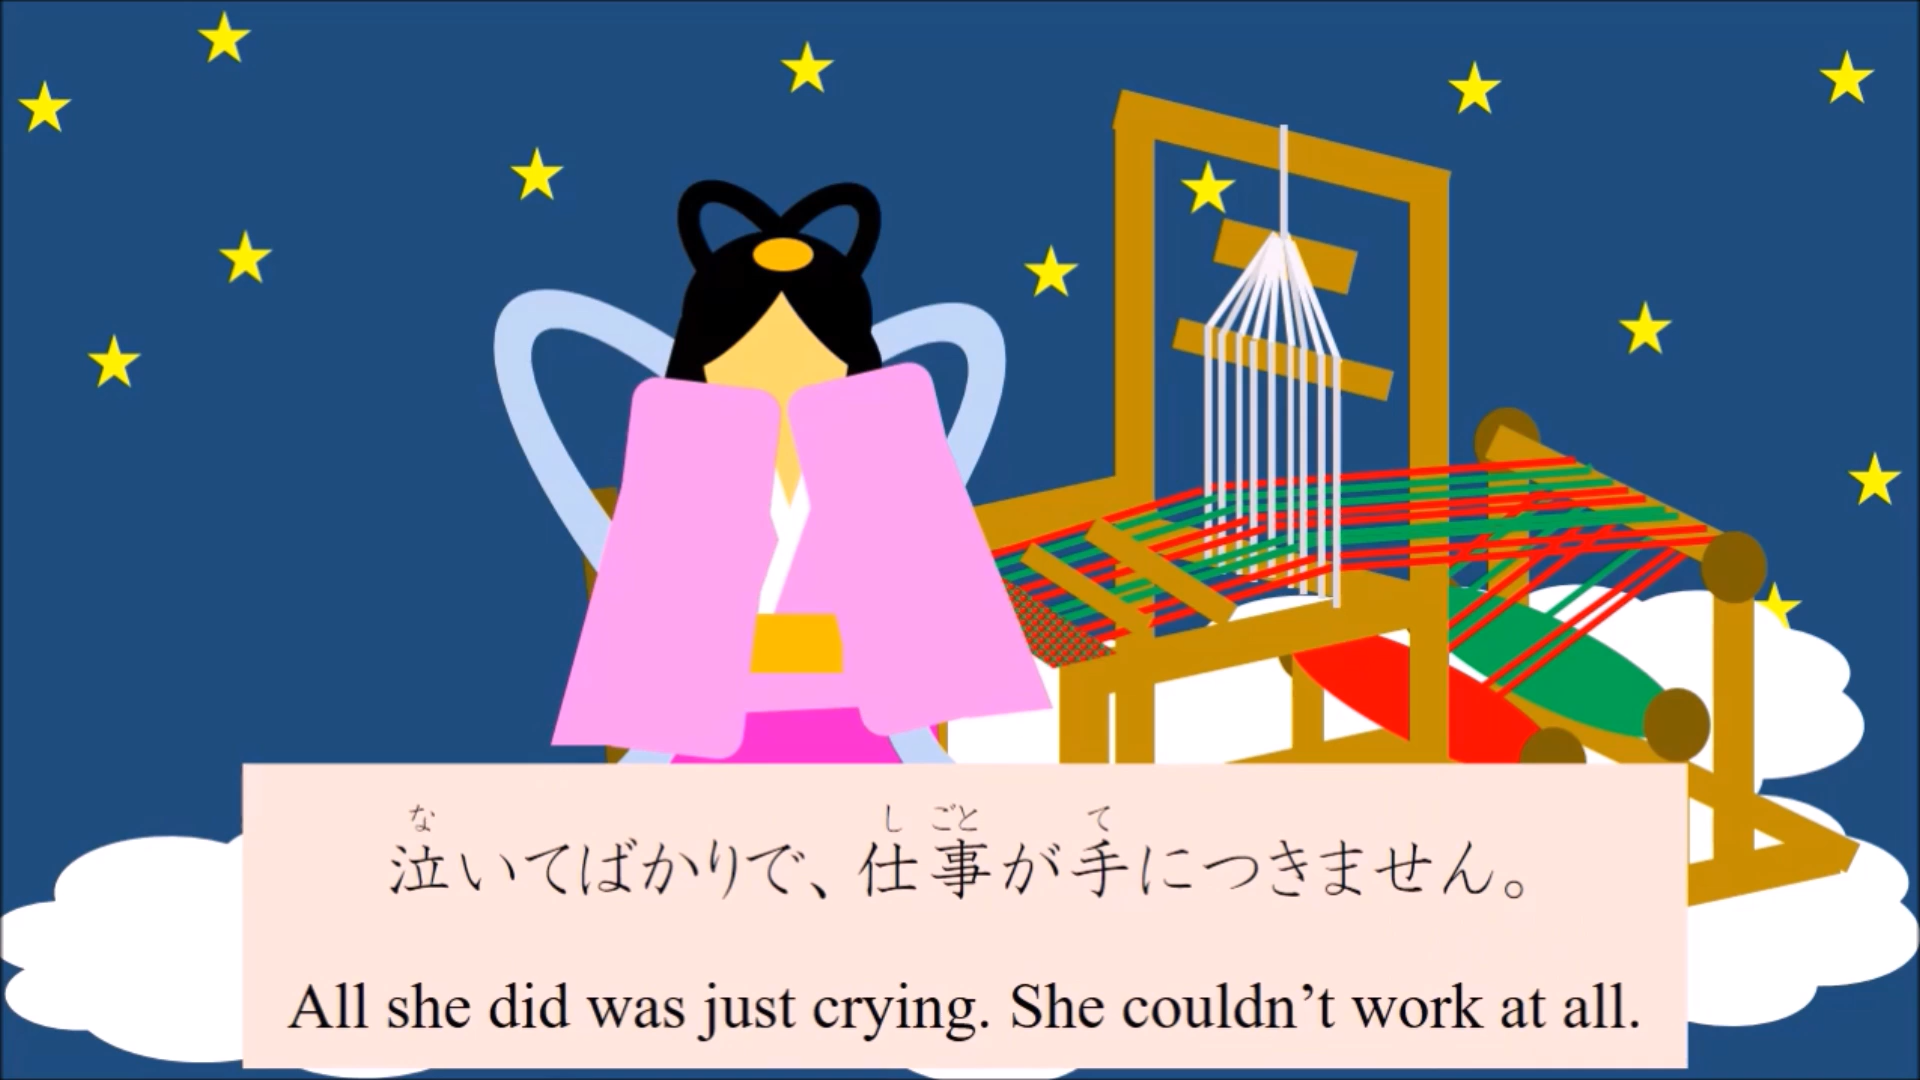 な し ごと て
泣いてばかりで、仕事が手につきません。
All she did was just crying. She couldn’t work at all.